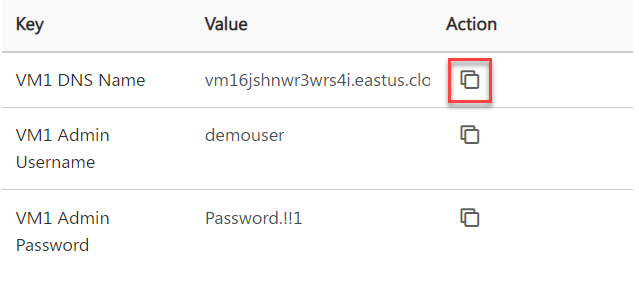 Key Value Action
VM1 DNS Name vm16jshnwr3wrs4i.eastus.clo
VM1 Admin demouser
Username
VM1 Admin Password.!!1
Password